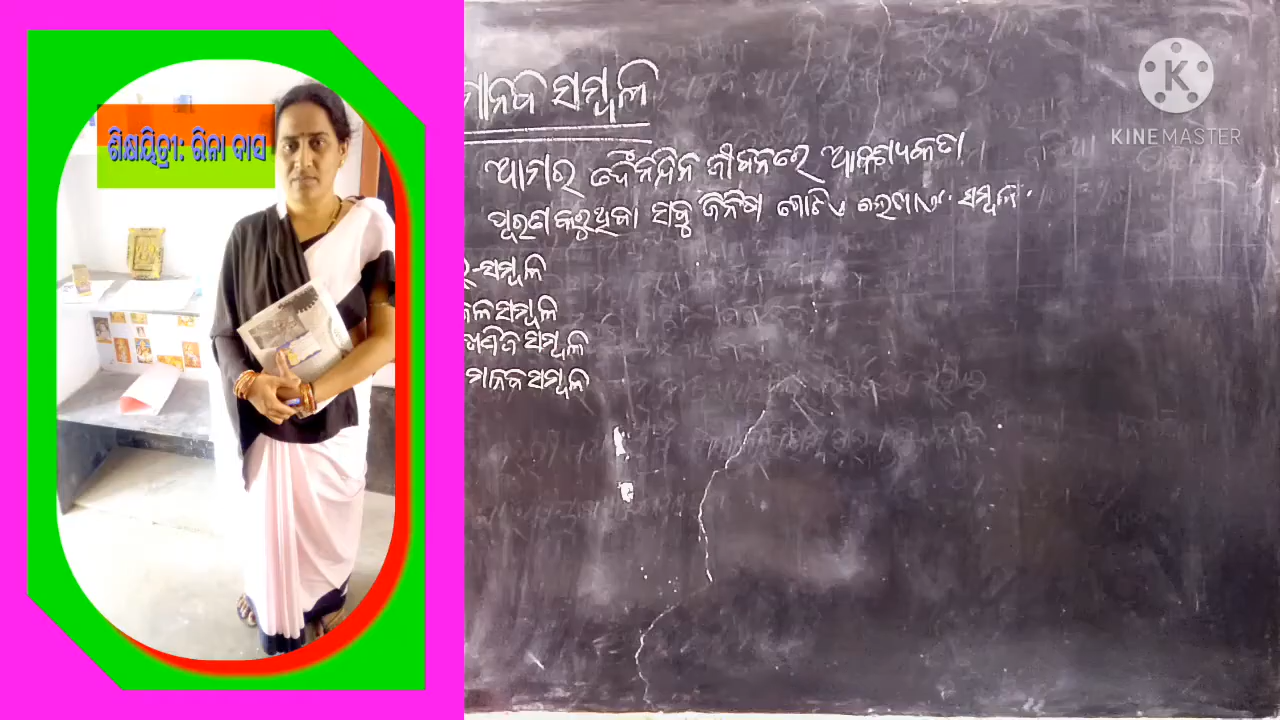 ଶିକ୍ଷୟିତ୍ରୀ: ରିନା ଦାସ
ମାନବ ସମ୍ବଳ
ଆମର ଦୈନନ୍ଦିନ ଜୀବନରେ ଆବଶ୍ୟକତା
ପୂରଣ କରୁଥିବା ସବୁ ଜିନିଷ ଗୋଟିଏ ଲେଖାଏଁ ସମ୍ବଳ.
-ସମ୍ବଳ
ଜଳସମ୍ବଳ
ଖଣିଜ ସମ୍ବଳ
ମାନବ ସମ୍ବଳ
KINEMASTER